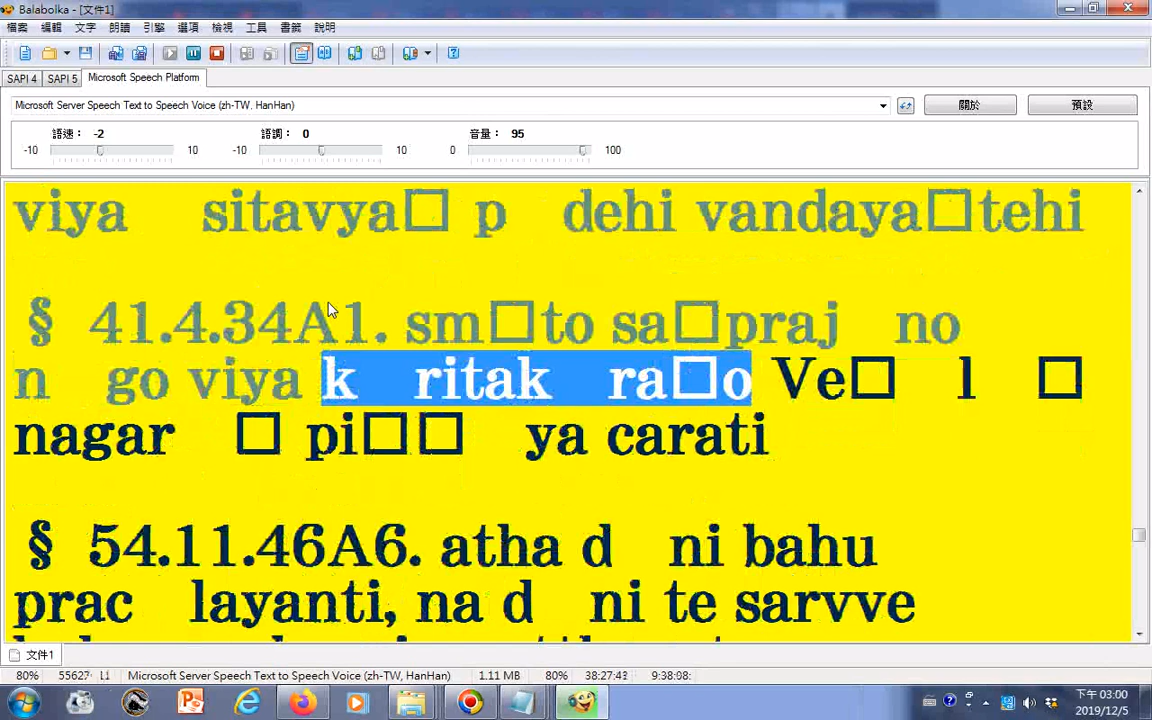 Balabolka - [文件1]
檔案 編輯 文字 朗讀 引擎 選項 檢視 工具 書籤 說明
SAPI 4 SAPI 5 Microsoft Speech Platform
Microsoft Server Speech Text to Speech Voice (zh-TW, HanHan) 關於 預設
語速： -2 語調： 0 音量： 95
-10 10 -10 10 0 100
viya sitavya□ p dehi vandaya□tehi
§ 41.4.34A1. sm□to sa□praj no
n go viya k ritak ra□o Ve□ l □
nagar □ pi□□ ya carati
§ 54.11.46A6. atha d ni bahu
prac layanti, na d ni te sarvve
文件1
80% 55627: Microsoft Server Speech Text to Speech Voice (zh-TW, HanHan) 1.11 MB 80% 38:27:42 9:38:08:
下午 03:00
2019/12/5